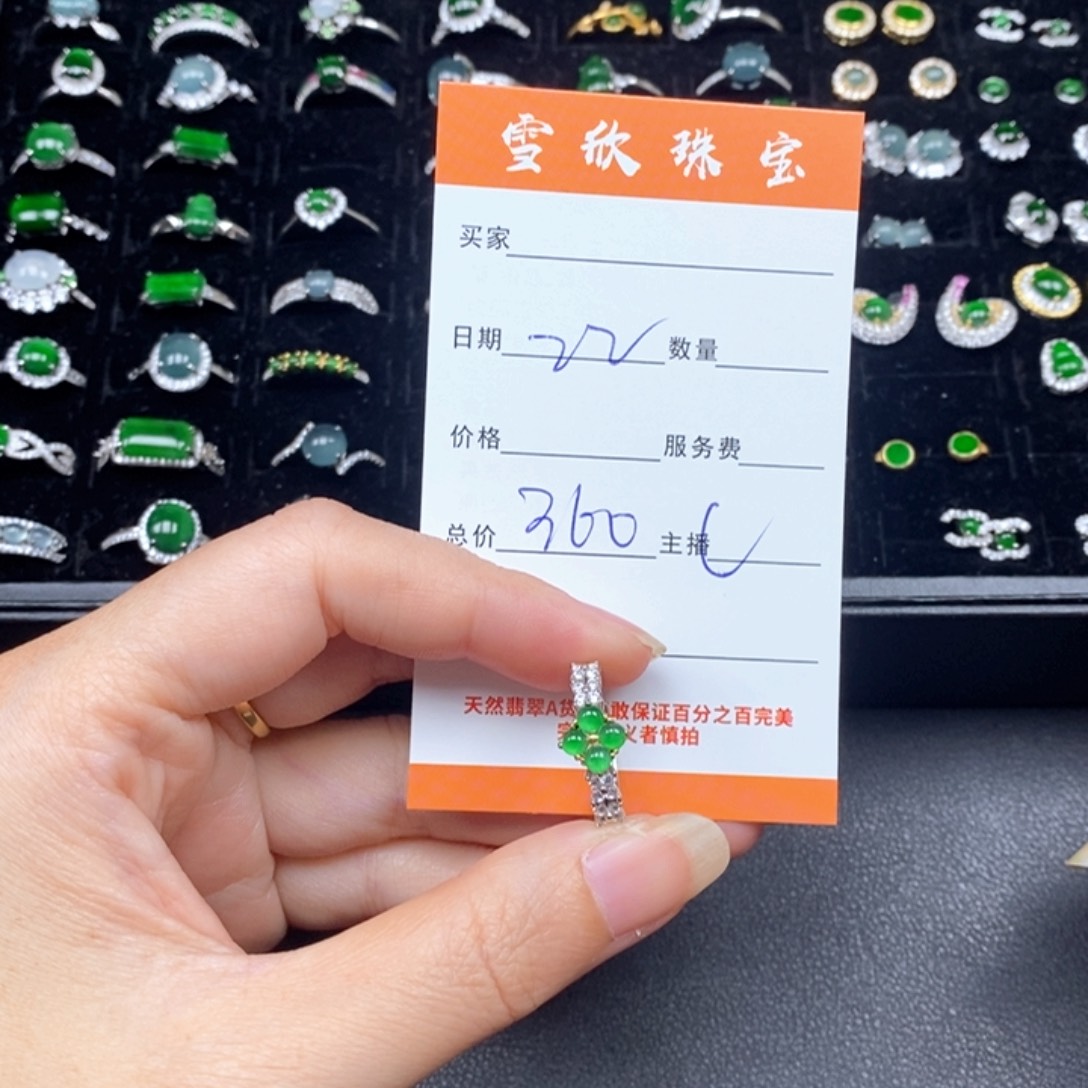 雪欣珠宝
买家
日期 22 数量
价格 服务费
总价 360 主播
天然翡翠A货 敢保证百分之百完美
者慎拍